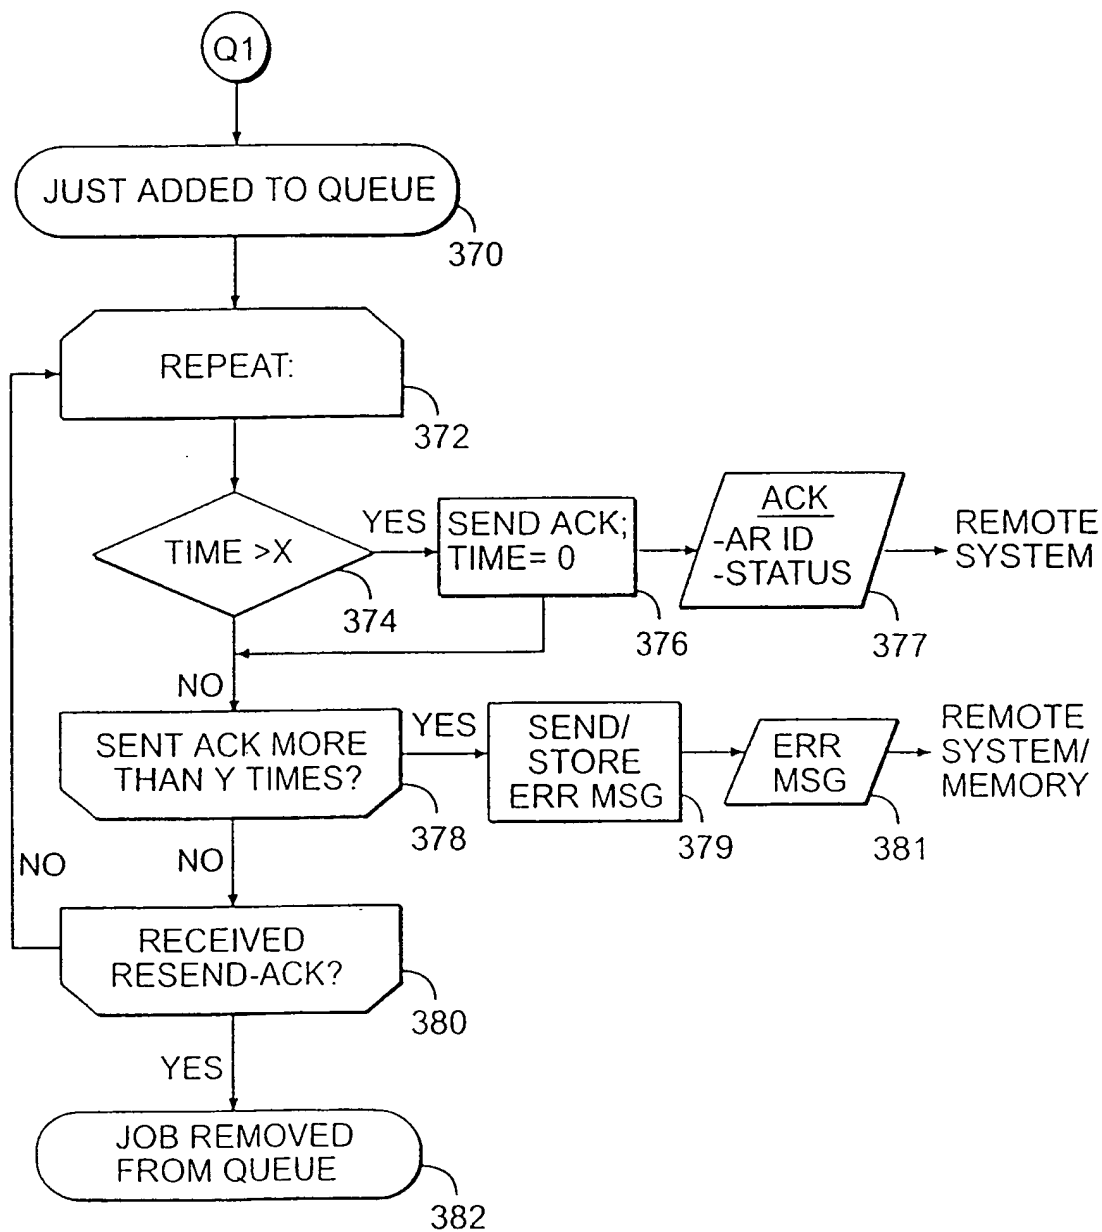 Q1
JUST ADDED TO QUEUE
370
REPEAT:
372
TIME >X
374
YES
SEND ACK;
TIME= 0
376
ACK
-AR ID
-STATUS
377
REMOTE
SYSTEM
NO
SENT ACK MORE
THAN Y TIMES?
378
YES
SEND/
STORE
ERR MSG
379
ERR
MSG
381
REMOTE
SYSTEM/
MEMORY
NO
NO
RECEIVED
RESEND-ACK?
380
YES
JOB REMOVED
FROM QUEUE
382